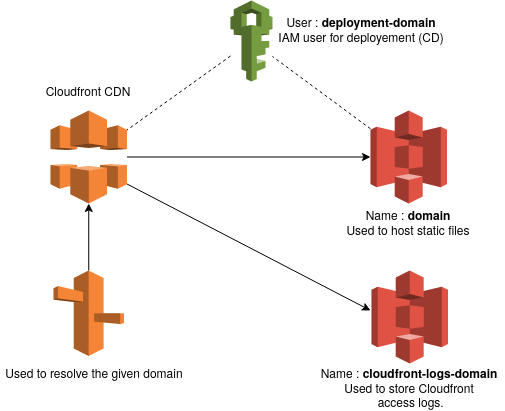 User : deployment-domain
IAM user for deployement (CD)
Cloudfront CDN
Name : domain
Used to host static files
Used to resolve the given domain
Name : cloudfront-logs-domain
Used to store Cloudfront
access logs.